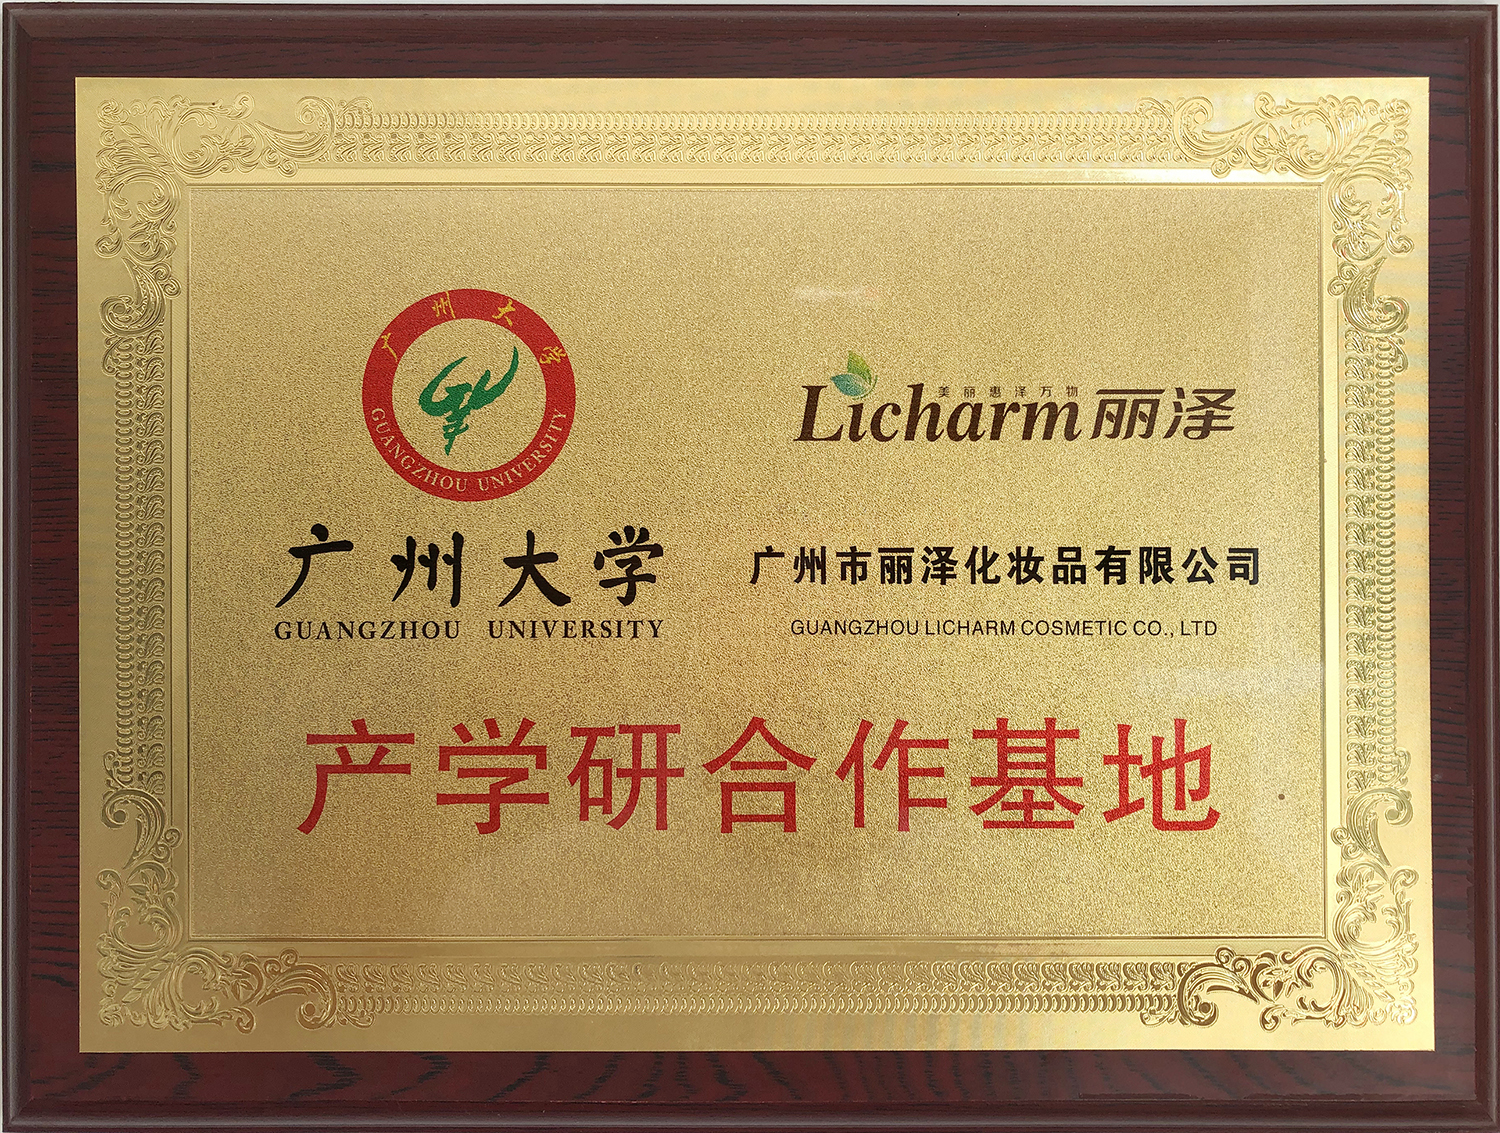 广州大学
GUANGZHOU UNIVERSITY
美丽惠泽万物
Licharm丽泽
广州大学
GUANGZHOU UNIVERSITY
广州市丽泽化妆品有限公司
GUANGZHOU LICHARM COSMETIC CO., LTD
产学研合作基地